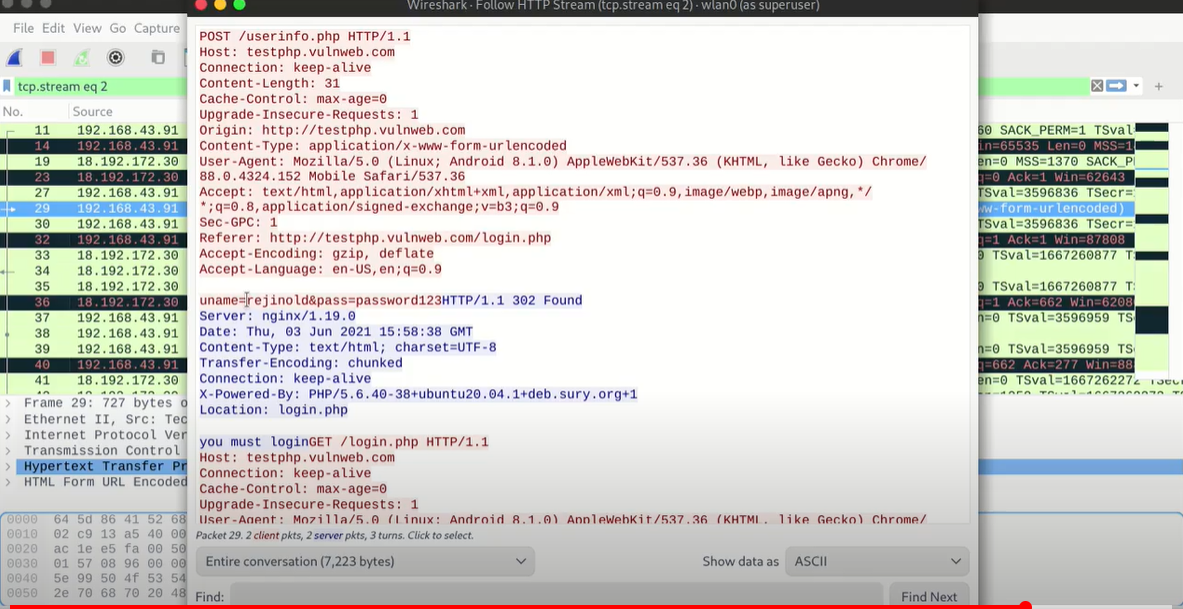 Wireshark · Follow HTTP Stream (tcp.stream eq 2) · wlan0 (as superuser)
File Edit View Go Capture
tcp.stream eq 2
No. Source
11 192.168.43.91
14 192.168.43.91
19 18.192.172.30
23 18.192.172.30
27 192.168.43.91
29 192.168.43.91
30 192.168.43.91
32 192.168.43.91
33 18.192.172.30
34 18.192.172.30
36 18.192.172.30
37 192.168.43.91
38 18.192.172.30
39 192.168.43.91
40 192.168.43.91
41 18.192.172.30
Frame 29: 727 bytes
Ethernet II, Src:
Internet Protocol
Transmission Control
Hypertext Transfer
HTML Form URL Encoded
0000 64 5d 86 41 52 68
0010 02 c9 13 a5 40 00
0020 ac 1e e5 fa 00 50
0030 01 57 08 96 00 00
0040 5e 99 50 4f 53 54
0050 2e 70 68 70 20 48
POST /userinfo.php HTTP/1.1
Host: testphp.vulnweb.com
Connection: keep-alive
Content-Length: 31
Cache-Control: max-age=0
Upgrade-Insecure-Requests: 1
Origin: http://testphp.vulnweb.com
Content-Type: application/x-www-form-urlencoded
User-Agent: Mozilla/5.0 (Linux; Android 8.1.0) AppleWebKit/537.36 (KHTML, like Gecko) Chrome/
88.0.4324.152 Mobile Safari/537.36
Accept: text/html,application/xhtml+xml,application/xml;q=0.9,image/webp,image/apng,*/
*;q=0.8,application/signed-exchange;v=b3;q=0.9
Sec-GPC: 1
Referer: http://testphp.vulnweb.com/login.php
Accept-Encoding: gzip, deflate
Accept-Language: en-US,en;q=0.9
uname=rejinold&pass=password123HTTP/1.1 302 Found
Server: nginx/1.19.0
Date: Thu, 03 Jun 2021 15:58:38 GMT
Content-Type: text/html; charset=UTF-8
Transfer-Encoding: chunked
Connection: keep-alive
X-Powered-By: PHP/5.6.40-38+ubuntu20.04.1+deb.sury.org+1
Location: login.php
you must loginGET /login.php HTTP/1.1
Host: testphp.vulnweb.com
Connection: keep-alive
Cache-Control: max-age=0
Upgrade-Insecure-Requests: 1
User-Agent: Mozilla/5.0 (Linux; Android 8.1.0) AppleWebKit/537.36 (KHTML, like Gecko) Chrome/
Packet 29. 2 client pkts, 2 server pkts, 3 turns. Click to select.
Entire conversation (7,223 bytes) Show data as ASCII
Find: Find Next
60 SACK_PERM=1 TSval
in=65535 Len=0 MSS=1
en=0 MSS=1370 SACK_P
q=0 Ack=1 Win=62643
TSval=3596836 TSecr=
ww-form-urlencoded)
TSval=3596836 TSecr=
q=1 Ack=1 Win=87808
=0 TSval=1667260877
=0 TSval=1667260877
q=1 Ack=662 Win=6208
n=0 TSval=3596959 TS
n=0 TSval=3596959 TS
q=662 Ack=277 Win=88
en=0 TSval=1667262272